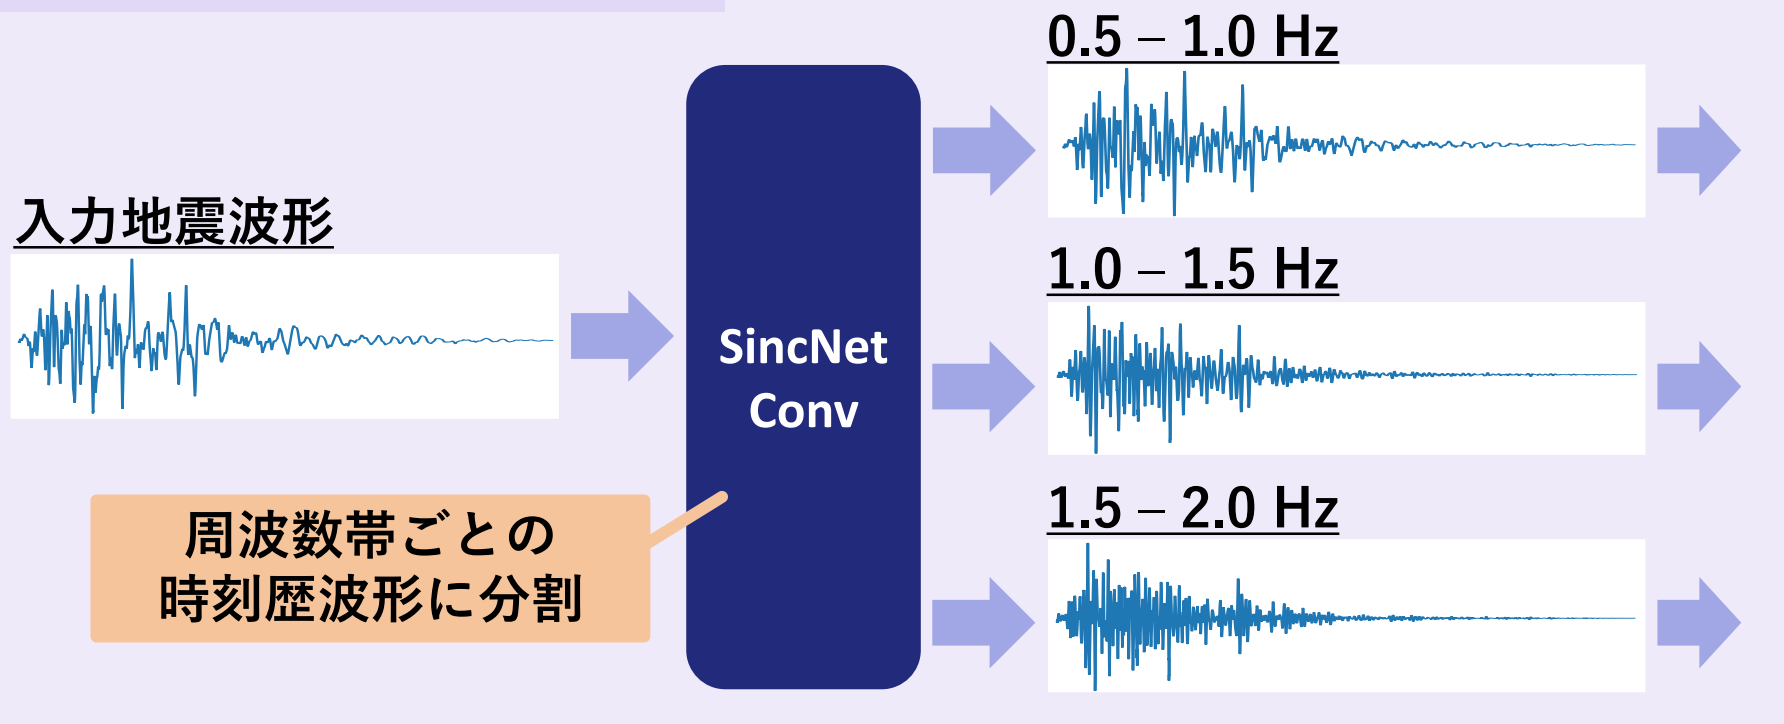 入力地震波形
SincNet
Conv
周波数帯ごとの
時刻歴波形に分割
0.5 – 1.0 Hz
1.0 – 1.5 Hz
1.5 – 2.0 Hz